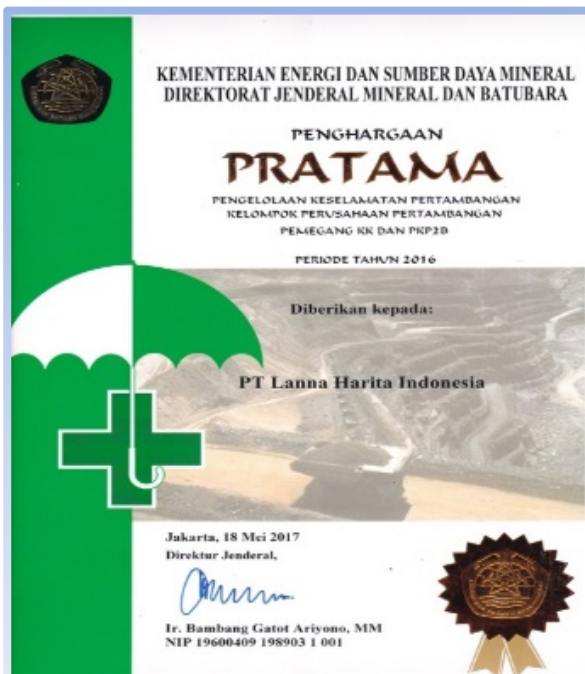 KEMENTERIAN ENERGI DAN SUMBER DAYA MINERAL
DIREKTORAT JENDERAL MINERAL DAN BATUBARA
PENGHARGAAN
PRATAMA
PENGELOLAAN KESELAMATAN PERTAMBANGAN
KELOMPOK PERUSAHAAN PERTAMBANGAN
PEMEGANG KK DAN PKP2B
PERIODE TAHUN 2016
Diberikan kepada:
PT Lanna Harita Indonesia
Jakarta, 18 Mei 2017
Direktur Jenderal,
Ir. Bambang Gatot Ariyono, MM
NIP 19600409 198903 1 001